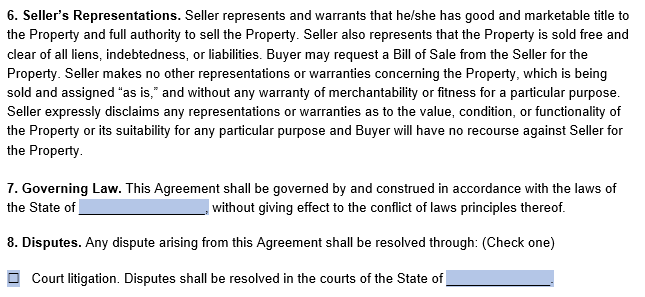 6. Seller’s Representations. Seller represents and warrants that he/she has good and marketable title to
the Property and full authority to sell the Property. Seller also represents that the Property is sold free and
clear of all liens, indebtedness, or liabilities. Buyer may request a Bill of Sale from the Seller for the
Property. Seller makes no other representations or warranties concerning the Property, which is being
sold and assigned “as is,” and without any warranty of merchantability or fitness for a particular purpose.
Seller expressly disclaims any representations or warranties as to the value, condition, or functionality of
the Property or its suitability for any particular purpose and Buyer will have no recourse against Seller for
the Property.
7. Governing Law. This Agreement shall be governed by and construed in accordance with the laws of
the State of ____________________, without giving effect to the conflict of laws principles thereof.
8. Disputes. Any dispute arising from this Agreement shall be resolved through: (Check one)
☐ Court litigation. Disputes shall be resolved in the courts of the State of ________________.